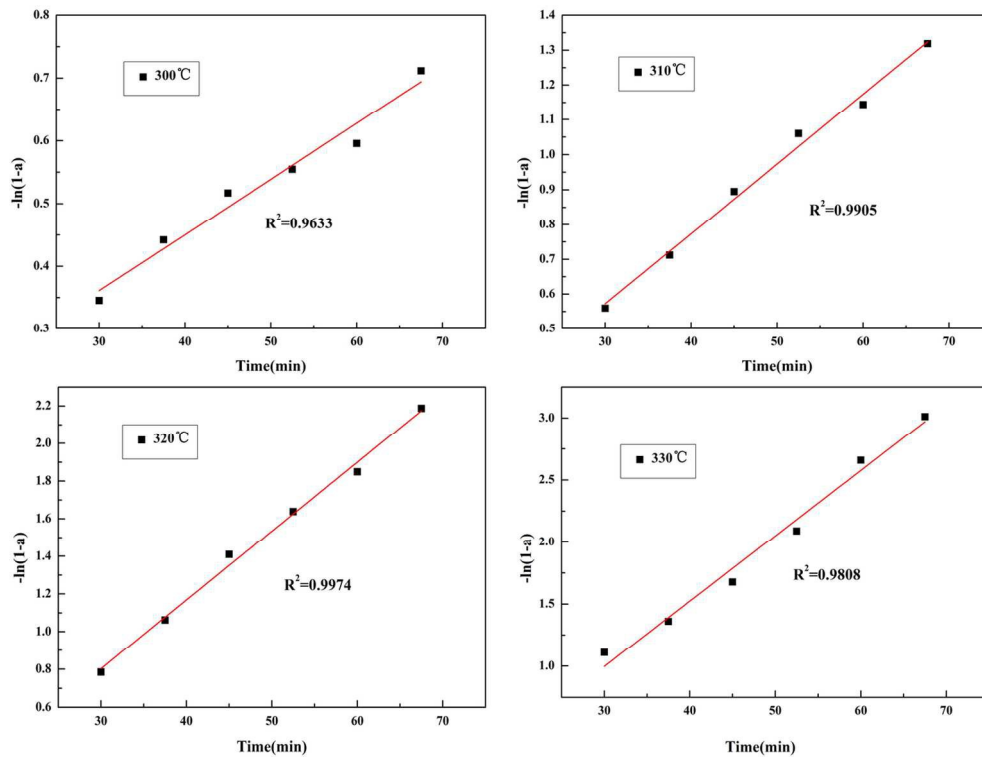 0.8
0.7
0.6
0.5
0.4
0.3
-ln(1-a)
300℃
R²=0.9633
30 40 50 60 70
Time(min)
1.4
1.3
1.2
1.1
1.0
0.9
0.8
0.7
0.6
0.5
-ln(1-a)
310℃
R²=0.9905
30 40 50 60 70
Time(min)
2.2
2.0
1.8
1.6
1.4
1.2
1.0
0.8
0.6
-ln(1-a)
320℃
R²=0.9974
30 40 50 60 70
Time(min)
3.0
2.5
2.0
1.5
1.0
-ln(1-a)
330℃
R²=0.9808
30 40 50 60 70
Time(min)